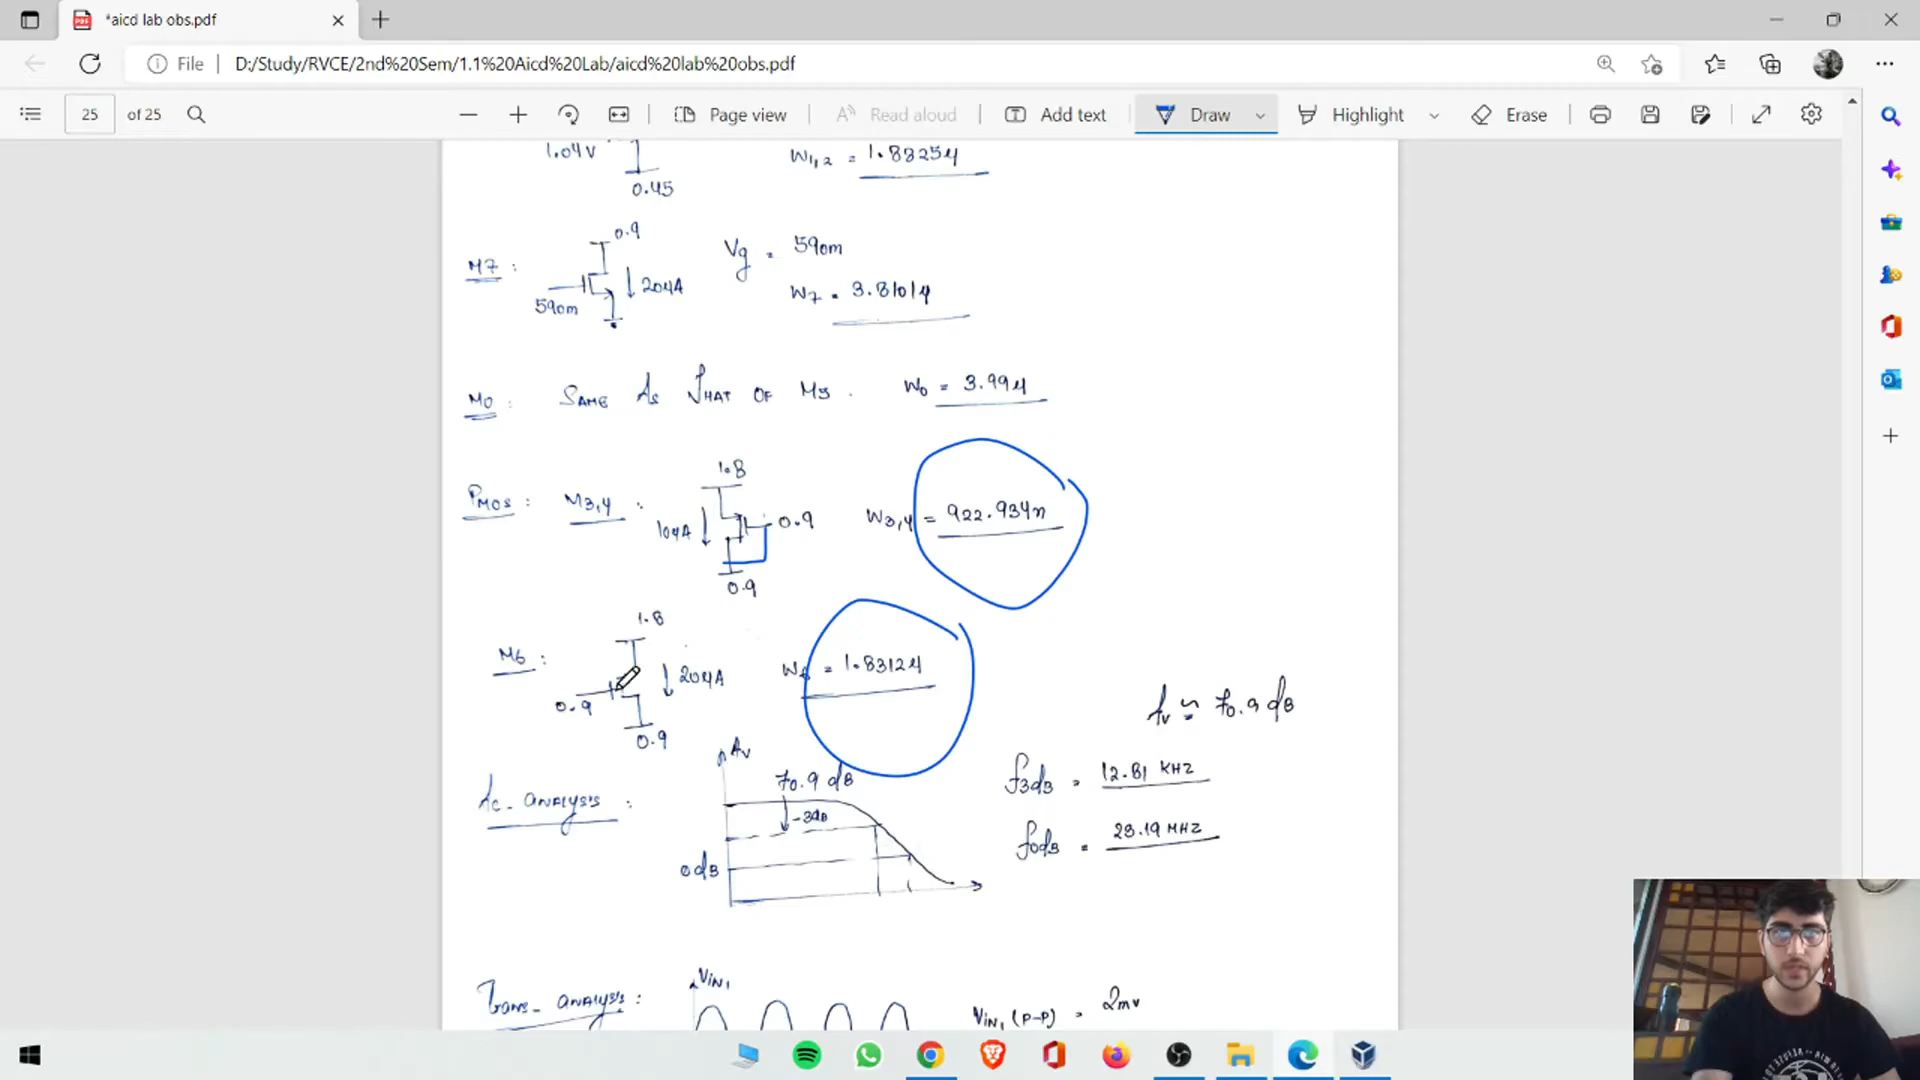 *aicd lab obs.pdf
File D:/Study/RVCE/2nd%20Sem/1.1%20Aicd%20Lab/aicd%20lab%20obs.pdf
25 of 25 Page view Read aloud Add text Draw Highlight Erase
1.04V
W1,2 = 1.8325μ
0.45
0.9
M7 : 20μA Vg = 590m
590m W7 = 3.8101μ
M0 : SAME AS THAT OF M5 . W0 = 3.99μ
1.8
PMOS : M3,4 : 10μA 0.9 W3,4 = 922.934n
0.9
1.8
M6 : 20μA W6 = 1.8312μ
0.9
0.9
Av ≈ 70.9 dB
Av
70.9 dB
AC - ANALYSIS : -3dB f3dB = 12.81 KHZ
0dB f0dB = 23.19 MHZ
Trans - ANALYSIS : VIN1
VIN1 (P-P) = 2mv